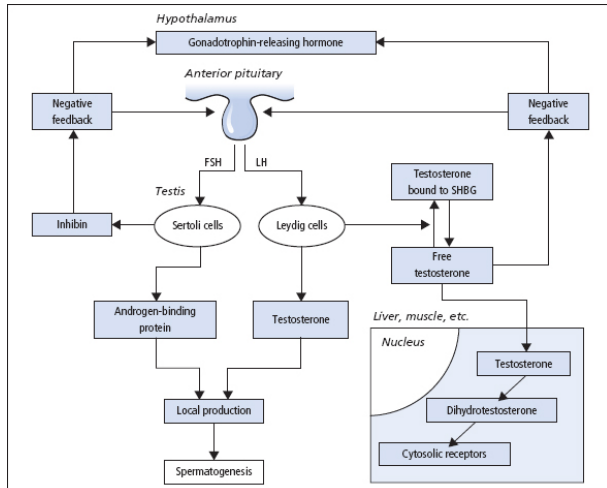 Hypothalamus
Gonadotrophin-releasing hormone
Anterior pituitary
Negative
feedback
Negative
feedback
FSH
LH
Testosterone
bound to SHBG
Testis
Inhibin
Sertoli cells
Leydig cells
Free
testosterone
Androgen-binding
protein
Testosterone
Liver, muscle, etc.
Nucleus
Testosterone
Dihydrotestosterone
Cytosolic receptors
Local production
Spermatogenesis